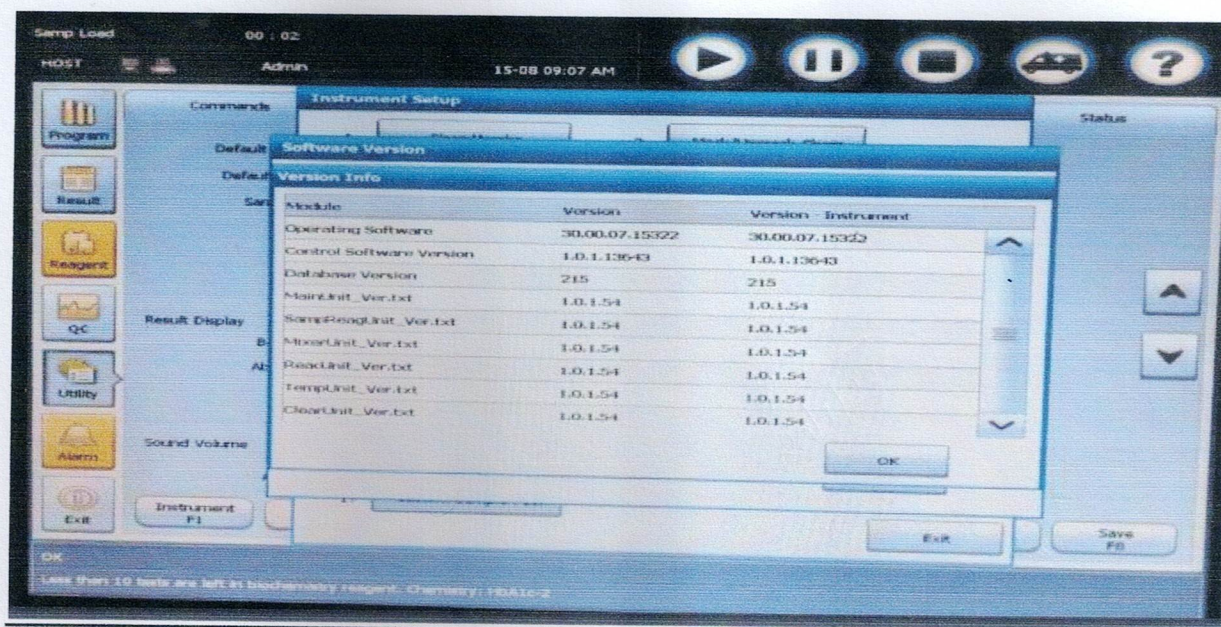 Samp Load 00 : 02
HOST Admin 15-08 09:07 AM
?
Program
Result
Reagent
QC
Utility
Alarm
Exit
Commands
Default
Default
Result Display
Sound Volume
Instrument
F1
Instrument Setup
Status
Software Version
Version Info
Module Version Version - Instrument
Operating Software 30.00.07.15322 30.00.07.15322
Control Software Version 1.0.1.13643 1.0.1.13643
Database Version 215 215
MainUnit_Ver.txt 1.0.1.54 1.0.1.54
SampReagUnit_Ver.txt 1.0.1.54 1.0.1.54
MixerUnit_Ver.txt 1.0.1.54 1.0.1.54
ReacUnit_Ver.txt 1.0.1.54 1.0.1.54
TempUnit_Ver.txt 1.0.1.54 1.0.1.54
ClearUnit_Ver.txt 1.0.1.54 1.0.1.54
OK
Exit
Save
F8
OK
Less than 10 tests are left in biochemistry reagent. Chemistry: HbA1c-2